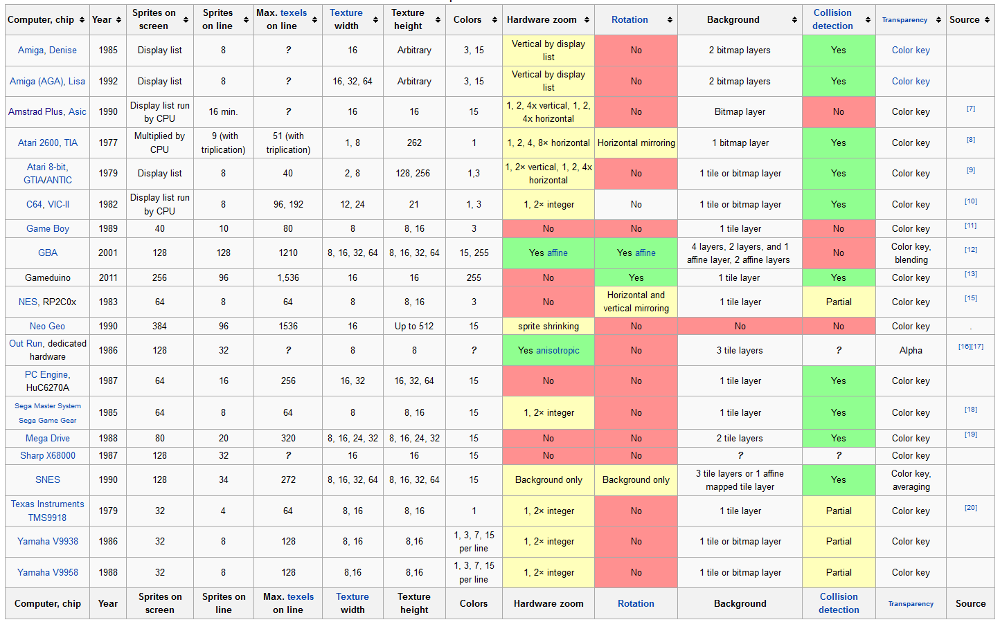 Computer, chip Year Sprites on screen Sprites on line Max. texels on line Texture width Texture height Colors Hardware zoom Rotation Background Collision detection Transparency Source
Amiga, Denise 1985 Display list 8 ? 16 Arbitrary 3, 15 Vertical by display list No 2 bitmap layers Yes Color key
Amiga (AGA), Lisa 1992 Display list 8 ? 16, 32, 64 Arbitrary 3, 15 Vertical by display list No 2 bitmap layers Yes Color key
Amstrad Plus, Asic 1990 Display list run by CPU 16 min. ? 16 16 15 1, 2, 4x vertical, 1, 2, 4x horizontal No Bitmap layer No Color key [7]
Atari 2600, TIA 1977 Multiplied by CPU 9 (with triplication) 51 (with triplication) 1, 8 262 1 1, 2, 4, 8× horizontal Horizontal mirroring 1 bitmap layer Yes Color key [8]
Atari 8-bit, GTIA/ANTIC 1979 Display list 8 40 2, 8 128, 256 1,3 1, 2× vertical, 1, 2, 4x horizontal No 1 tile or bitmap layer Yes Color key [9]
C64, VIC-II 1982 Display list run by CPU 8 96, 192 12, 24 21 1, 3 1, 2× integer No 1 tile or bitmap layer Yes Color key [10]
Game Boy 1989 40 10 80 8 8, 16 3 No No 1 tile layer No Color key [11]
GBA 2001 128 128 1210 8, 16, 32, 64 8, 16, 32, 64 15, 255 Yes affine Yes affine 4 layers, 2 layers, and 1 affine layer, 2 affine layers No Color key, blending [12]
Gameduino 2011 256 96 1,536 16 16 255 No Yes 1 tile layer Yes Color key [13]
NES, RP2C0x 1983 64 8 64 8 8, 16 3 No Horizontal and vertical mirroring 1 tile layer Partial Color key [15]
Neo Geo 1990 384 96 1536 16 Up to 512 15 sprite shrinking No No No Color key .
Out Run, dedicated hardware 1986 128 32 ? 8 8 ? Yes anisotropic No 3 tile layers ? Alpha [16][17]
PC Engine, HuC6270A 1987 64 16 256 16, 32 16, 32, 64 15 No No 1 tile layer Yes Color key
Sega Master System Sega Game Gear 1985 64 8 64 8 8, 16 15 1, 2× integer No 1 tile layer Yes Color key [18]
Mega Drive 1988 80 20 320 8, 16, 24, 32 8, 16, 24, 32 15 No No 2 tile layers Yes Color key [19]
Sharp X68000 1987 128 32 ? 16 16 15 No No ? ? Color key
SNES 1990 128 34 272 8, 16, 32, 64 8, 16, 32, 64 15 Background only Background only 3 tile layers or 1 affine mapped tile layer Yes Color key, averaging
Texas Instruments TMS9918 1979 32 4 64 8, 16 8, 16 1 1, 2× integer No 1 tile layer Partial Color key [20]
Yamaha V9938 1986 32 8 128 8, 16 8,16 1, 3, 7, 15 per line 1, 2× integer No 1 tile or bitmap layer Partial Color key
Yamaha V9958 1988 32 8 128 8,16 8,16 1, 3, 7, 15 per line 1, 2× integer No 1 tile or bitmap layer Partial Color key
Computer, chip Year Sprites on screen Sprites on line Max. texels on line Texture width Texture height Colors Hardware zoom Rotation Background Collision detection Transparency Source